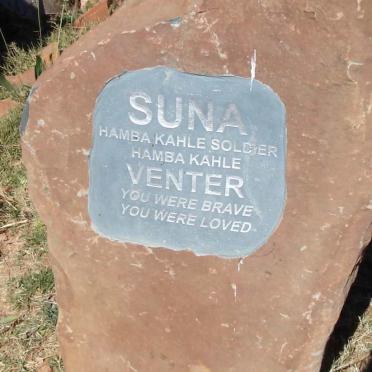 SUNA
HAMBA KAHLE SOLDIER
HAMBA KAHLE
VENTER
YOU WERE BRAVE
YOU WERE LOVED